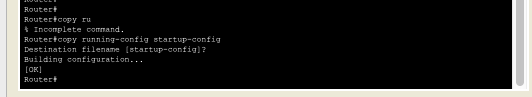 Router#
Router#copy ru
% Incomplete command.
Router#copy running-config startup-config
Destination filename [startup-config]?
Building configuration...
[OK]
Router#